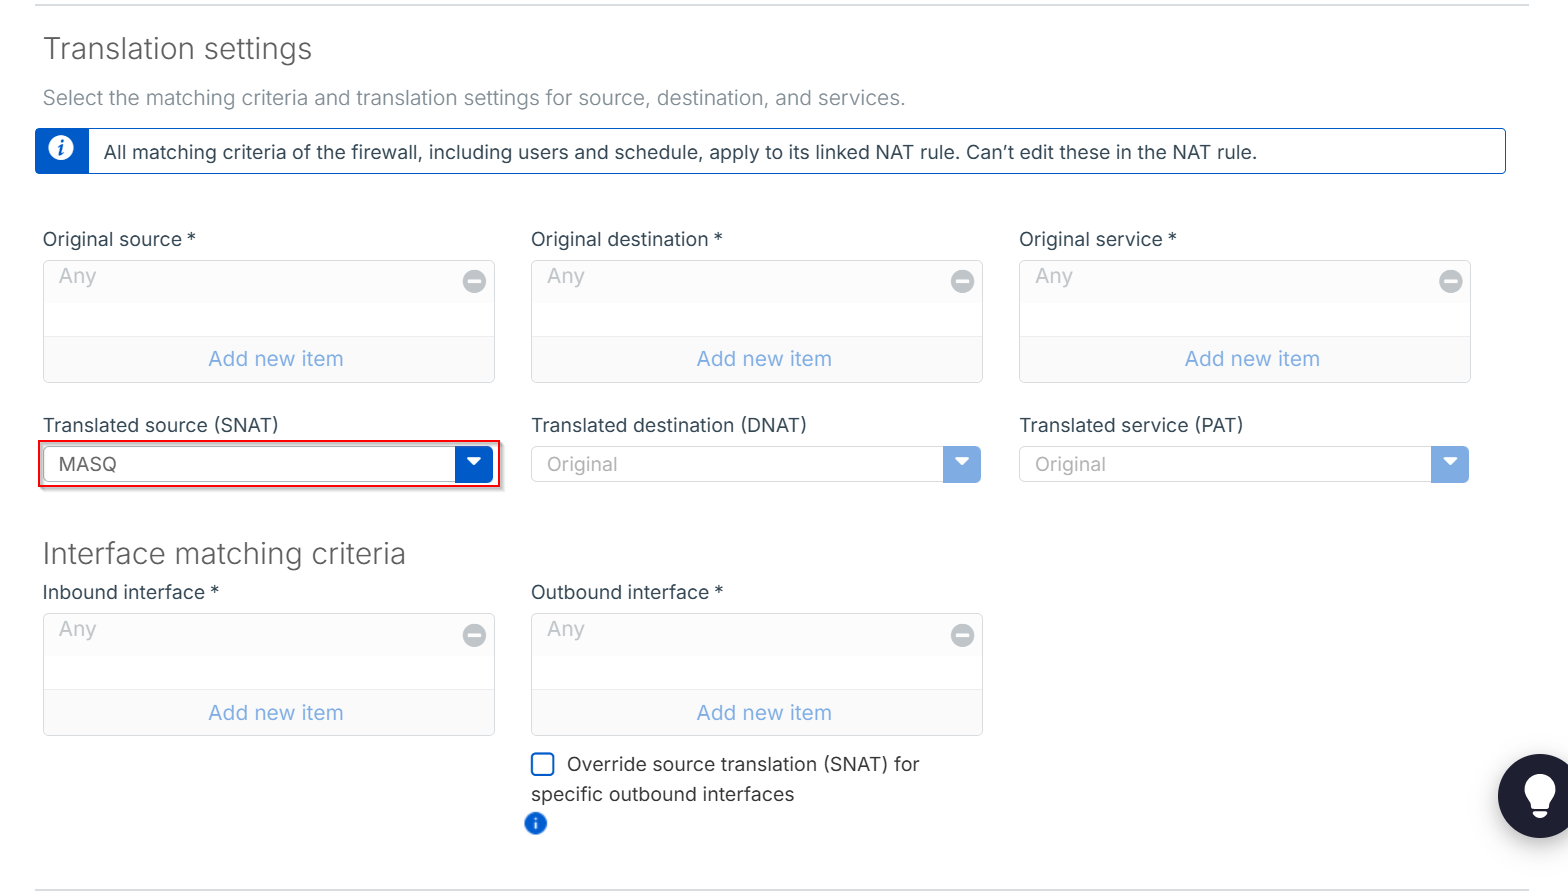 Translation settings
Select the matching criteria and translation settings for source, destination, and services.
All matching criteria of the firewall, including users and schedule, apply to its linked NAT rule. Can’t edit these in the NAT rule.
Original source *
Original destination *
Original service *
Any
Any
Any
Add new item
Add new item
Add new item
Translated source (SNAT)
Translated destination (DNAT)
Translated service (PAT)
MASQ
Original
Original
Interface matching criteria
Inbound interface *
Outbound interface *
Any
Any
Add new item
Add new item
Override source translation (SNAT) for
specific outbound interfaces